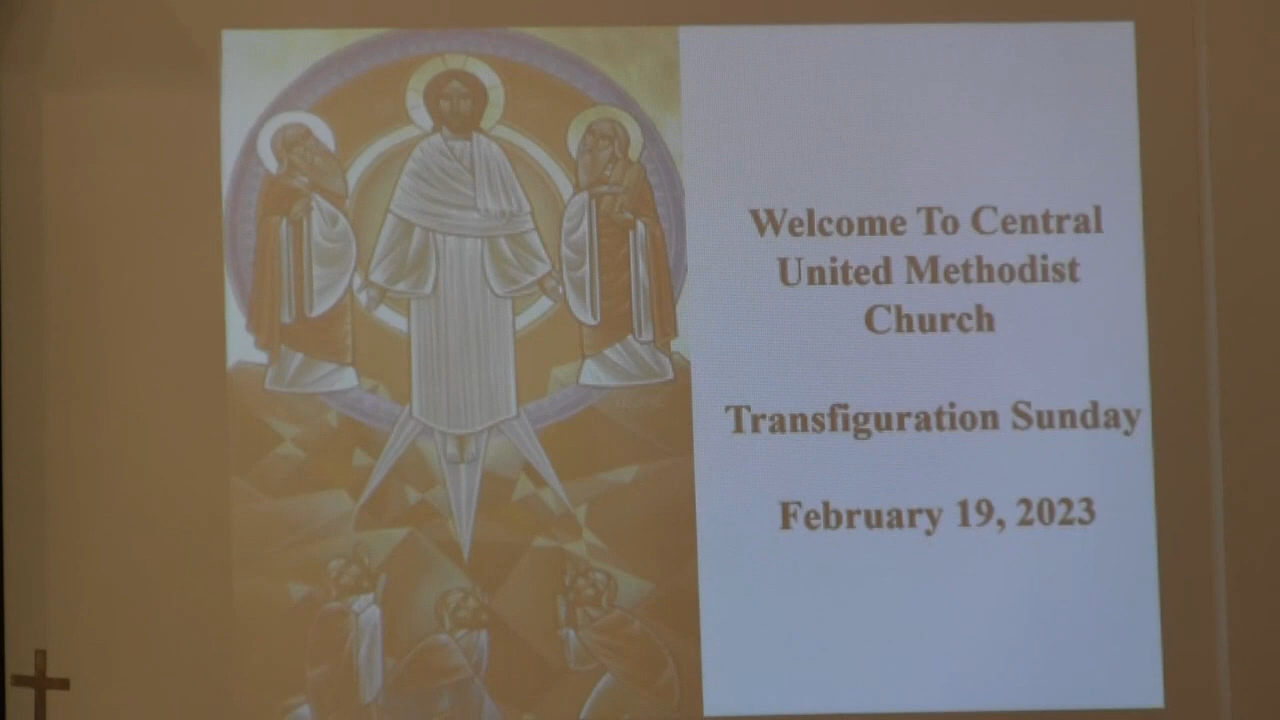 Welcome To Central
United Methodist
Church
Transfiguration Sunday
February 19, 2023